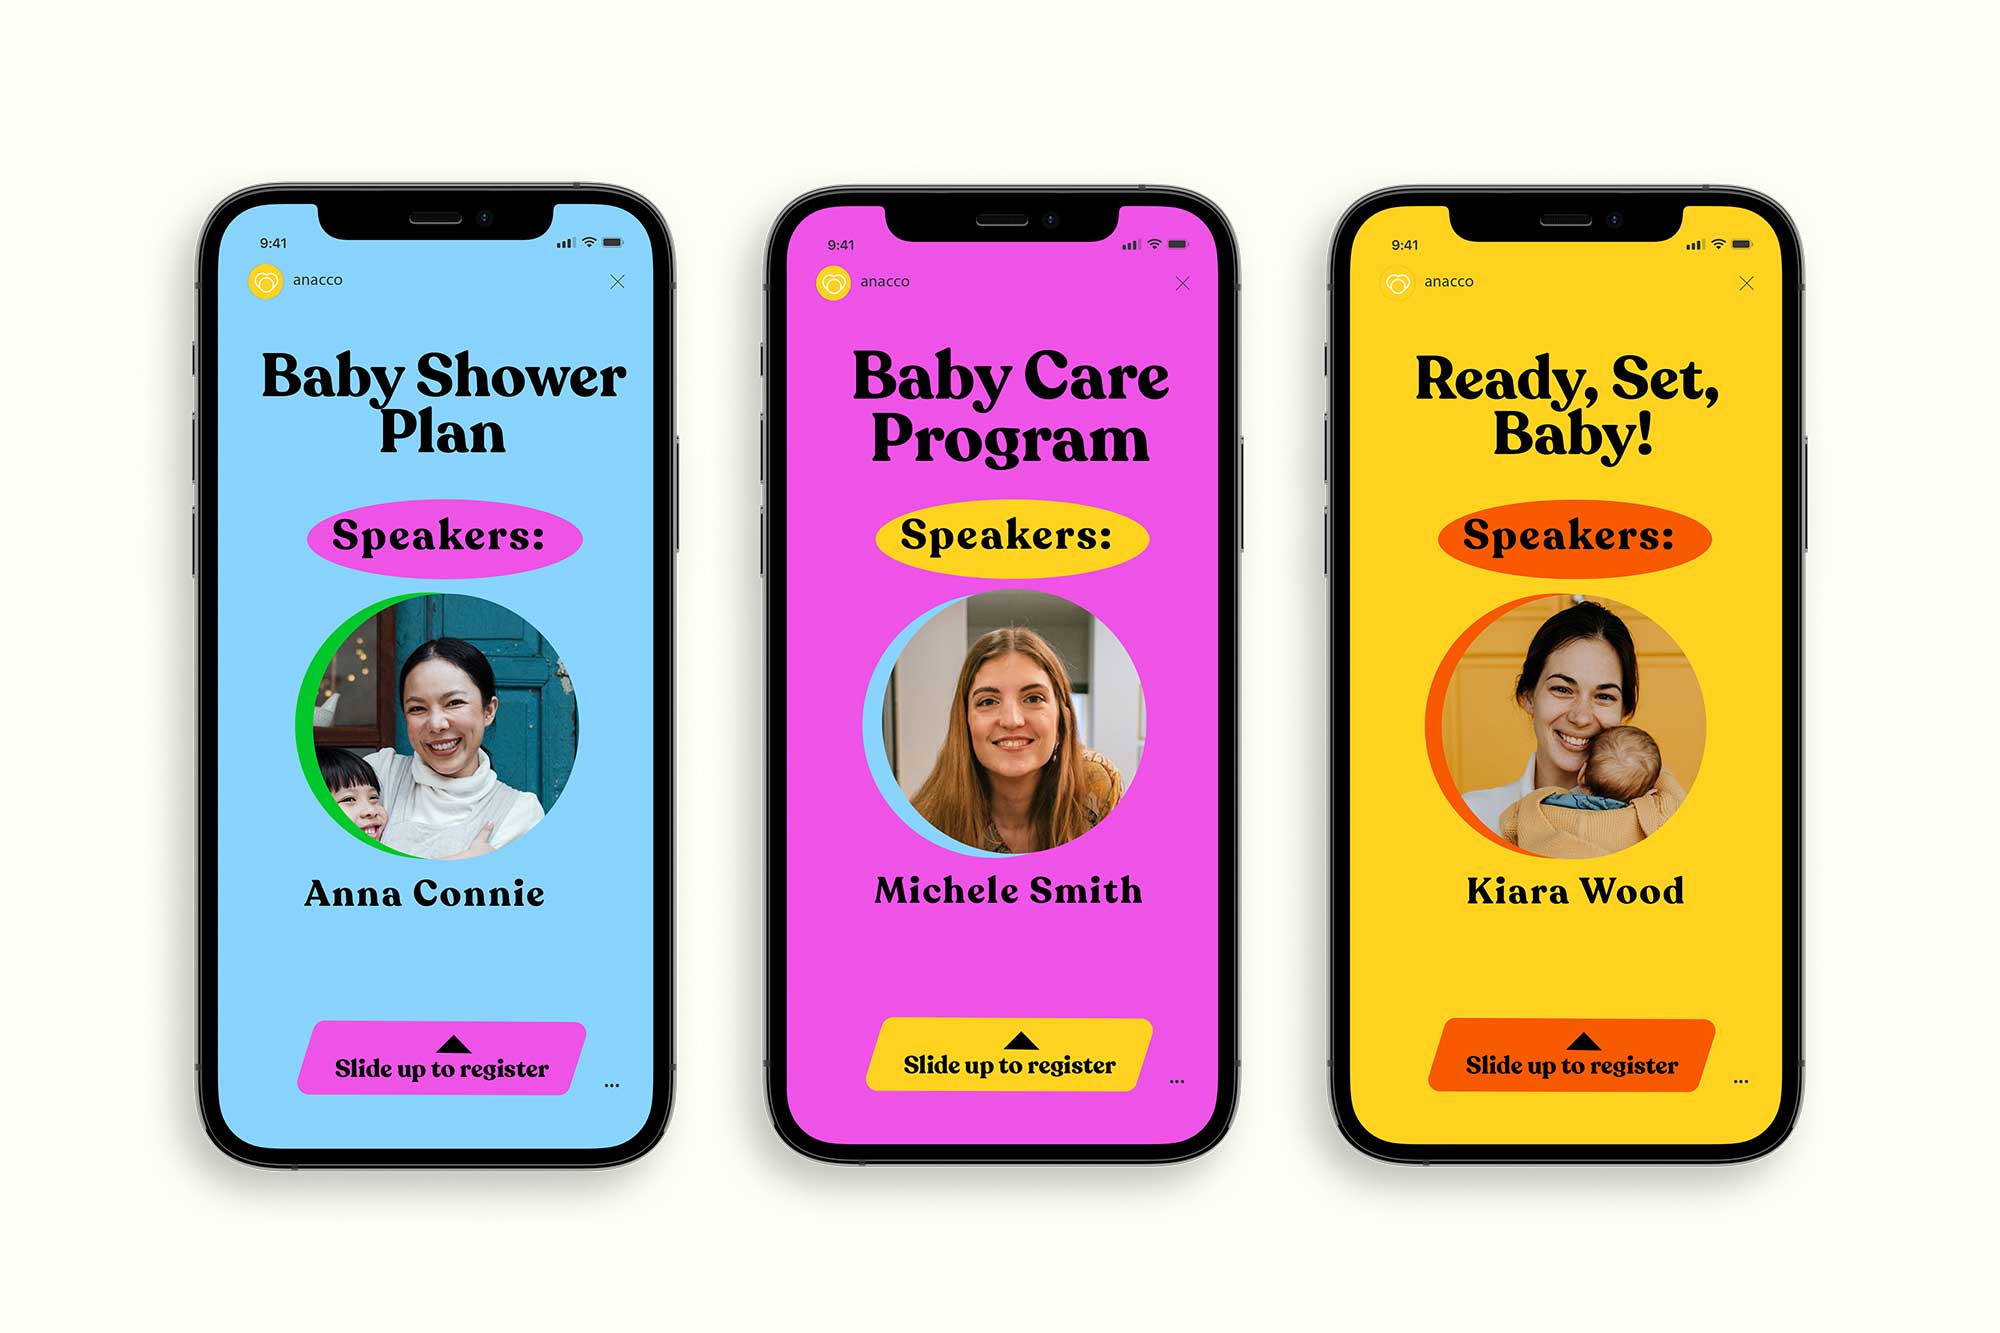 9:41
anacco
Baby Shower
Plan
Speakers:
Anna Connie
Slide up to register
9:41
anacco
Baby Care
Program
Speakers:
Michele Smith
Slide up to register
9:41
anacco
Ready, Set,
Baby!
Speakers:
Kiara Wood
Slide up to register